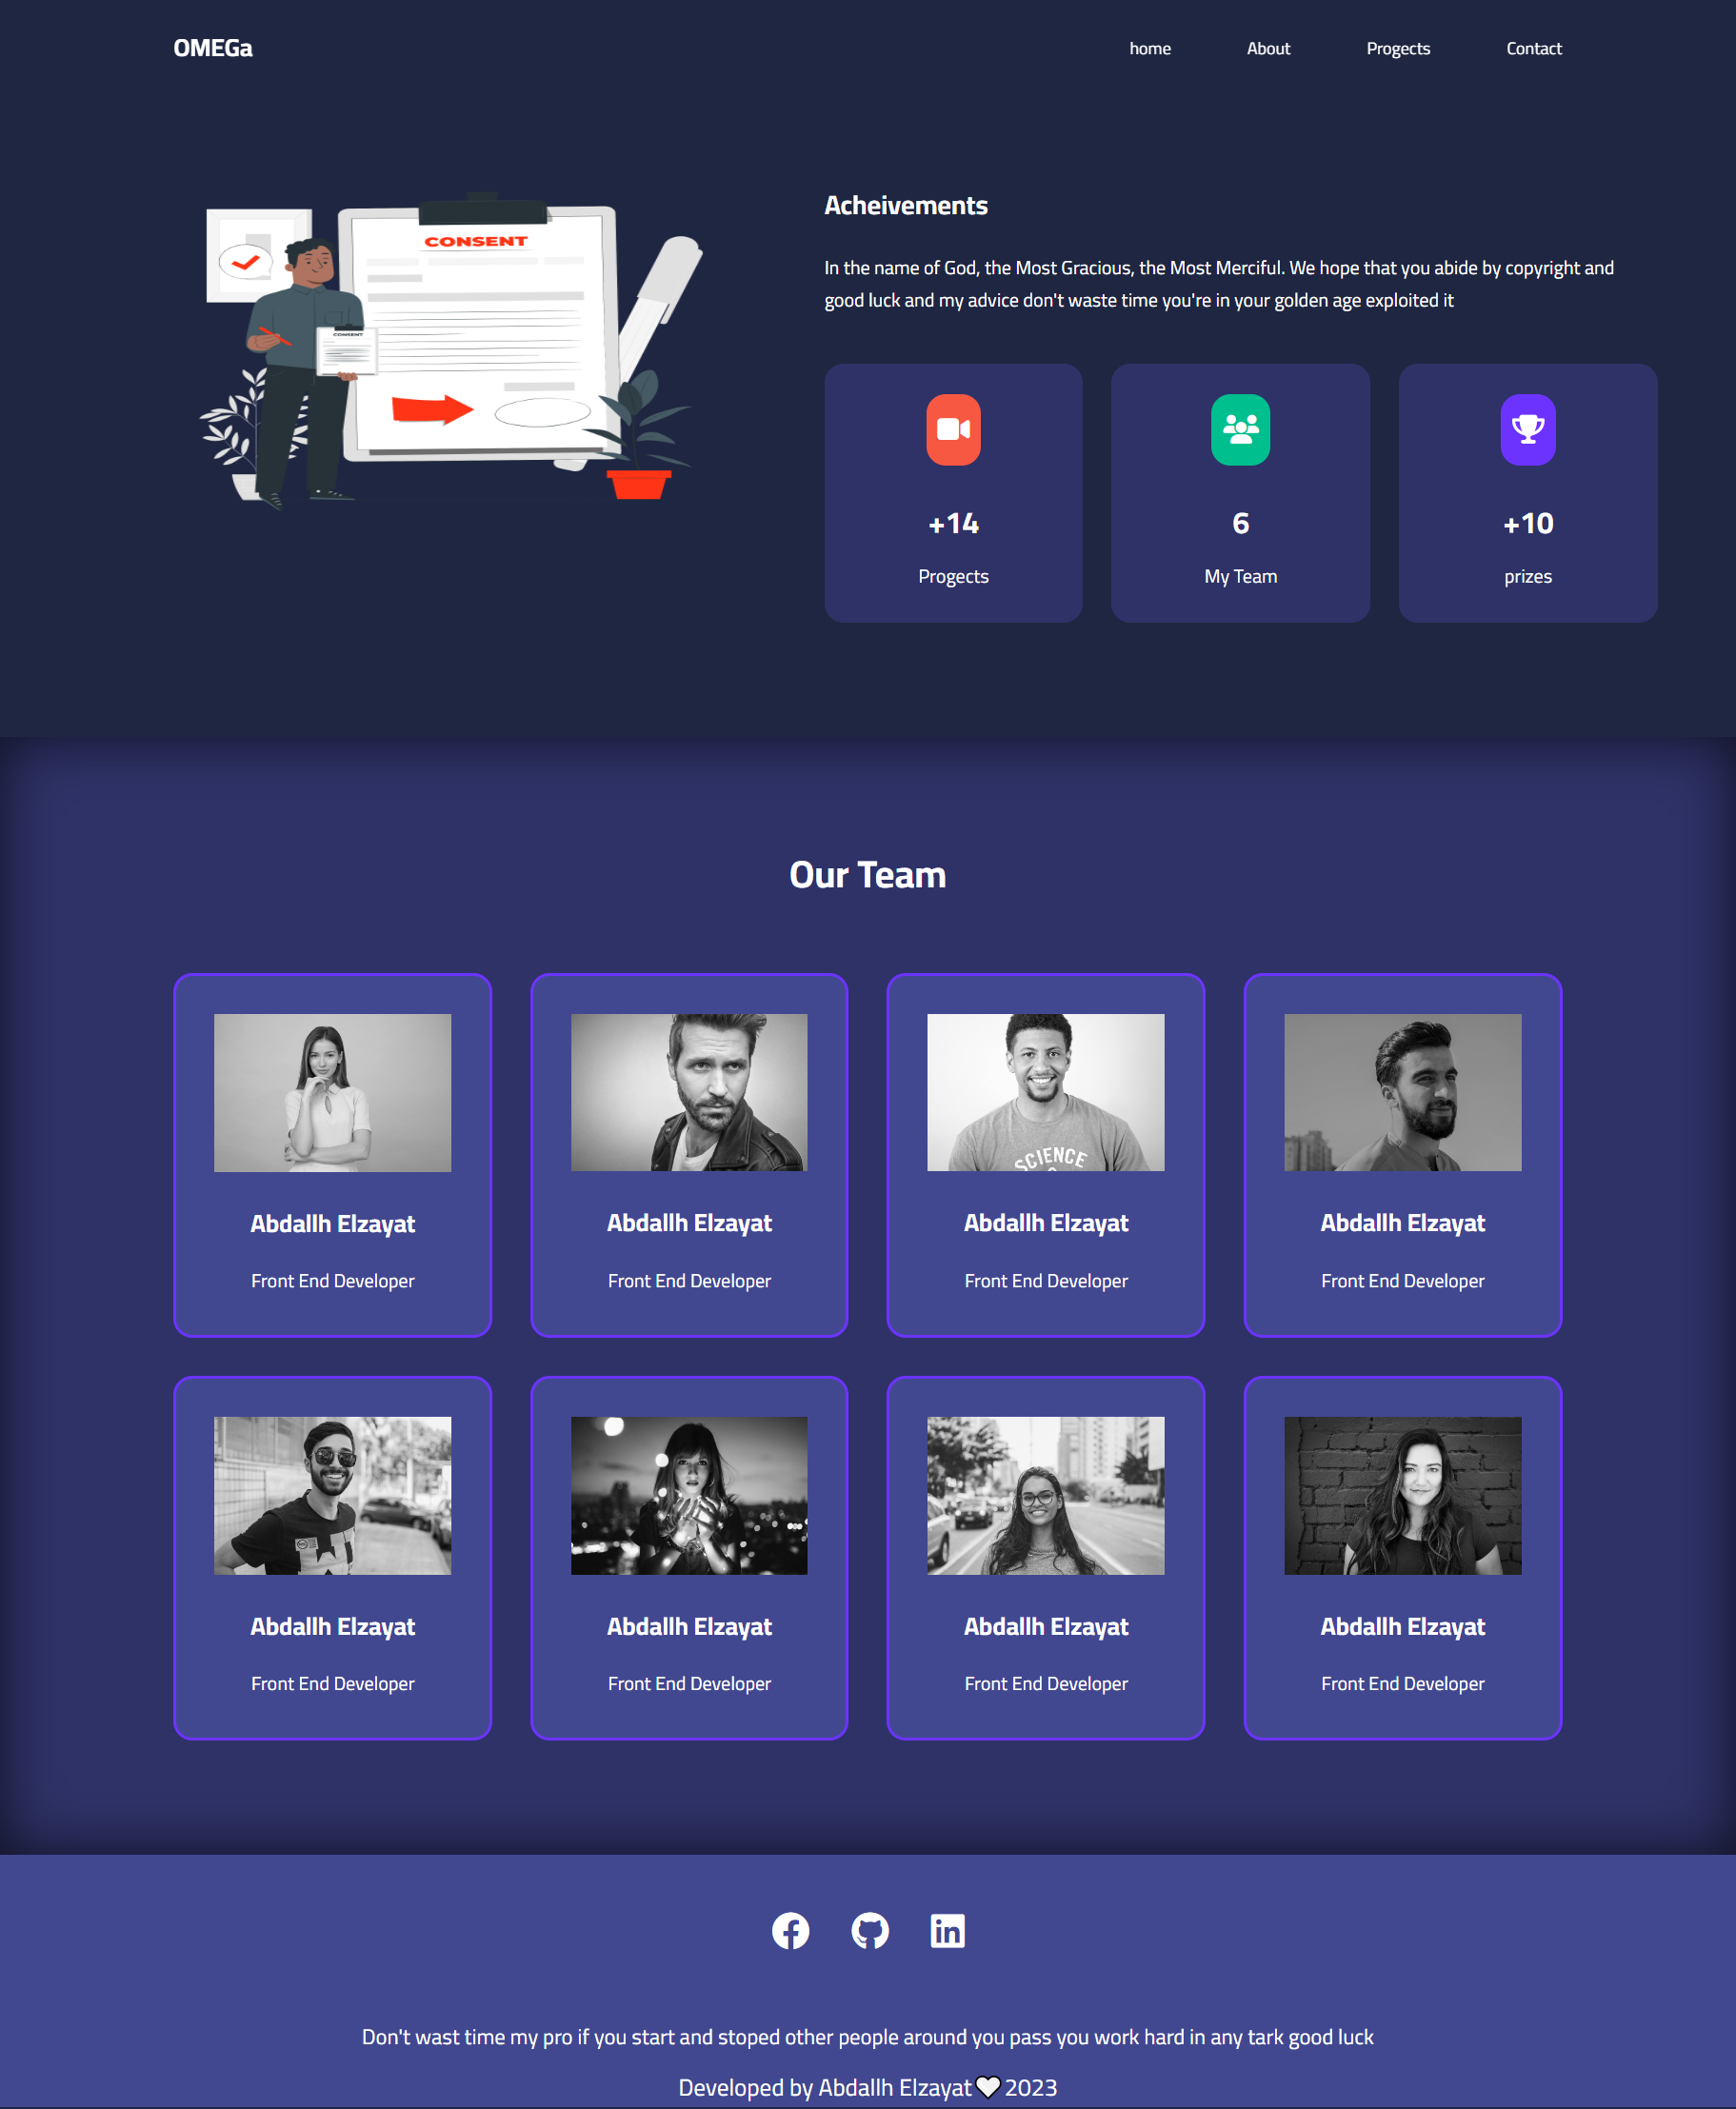 OMEGa
home About Progects Contact
CONSENT
CONSENT
Acheivements
In the name of God, the Most Gracious, the Most Merciful. We hope that you abide by copyright and
good luck and my advice don't waste time you're in your golden age exploited it
+14 6 +10
Progects My Team prizes
Our Team
SCIENCE
Abdallh Elzayat Abdallh Elzayat Abdallh Elzayat Abdallh Elzayat
Front End Developer Front End Developer Front End Developer Front End Developer
Abdallh Elzayat Abdallh Elzayat Abdallh Elzayat Abdallh Elzayat
Front End Developer Front End Developer Front End Developer Front End Developer
in
Don't wast time my pro if you start and stoped other people around you pass you work hard in any tark good luck
Developed by Abdallh Elzayat 2023